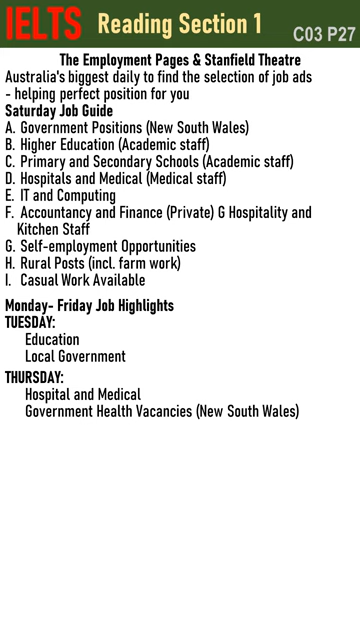 IELTS Reading Section 1 C03 P27
The Employment Pages & Stanfield Theatre
Australia's biggest daily to find the selection of job ads
- helping perfect position for you
Saturday Job Guide
A. Government Positions (New South Wales)
B. Higher Education (Academic staff)
C. Primary and Secondary Schools (Academic staff)
D. Hospitals and Medical (Medical staff)
E. IT and Computing
F. Accountancy and Finance (Private) G Hospitality and
Kitchen Staff
G. Self-employment Opportunities
H. Rural Posts (incl. farm work)
I. Casual Work Available
Monday- Friday Job Highlights
TUESDAY:
Education
Local Government
THURSDAY:
Hospital and Medical
Government Health Vacancies (New South Wales)